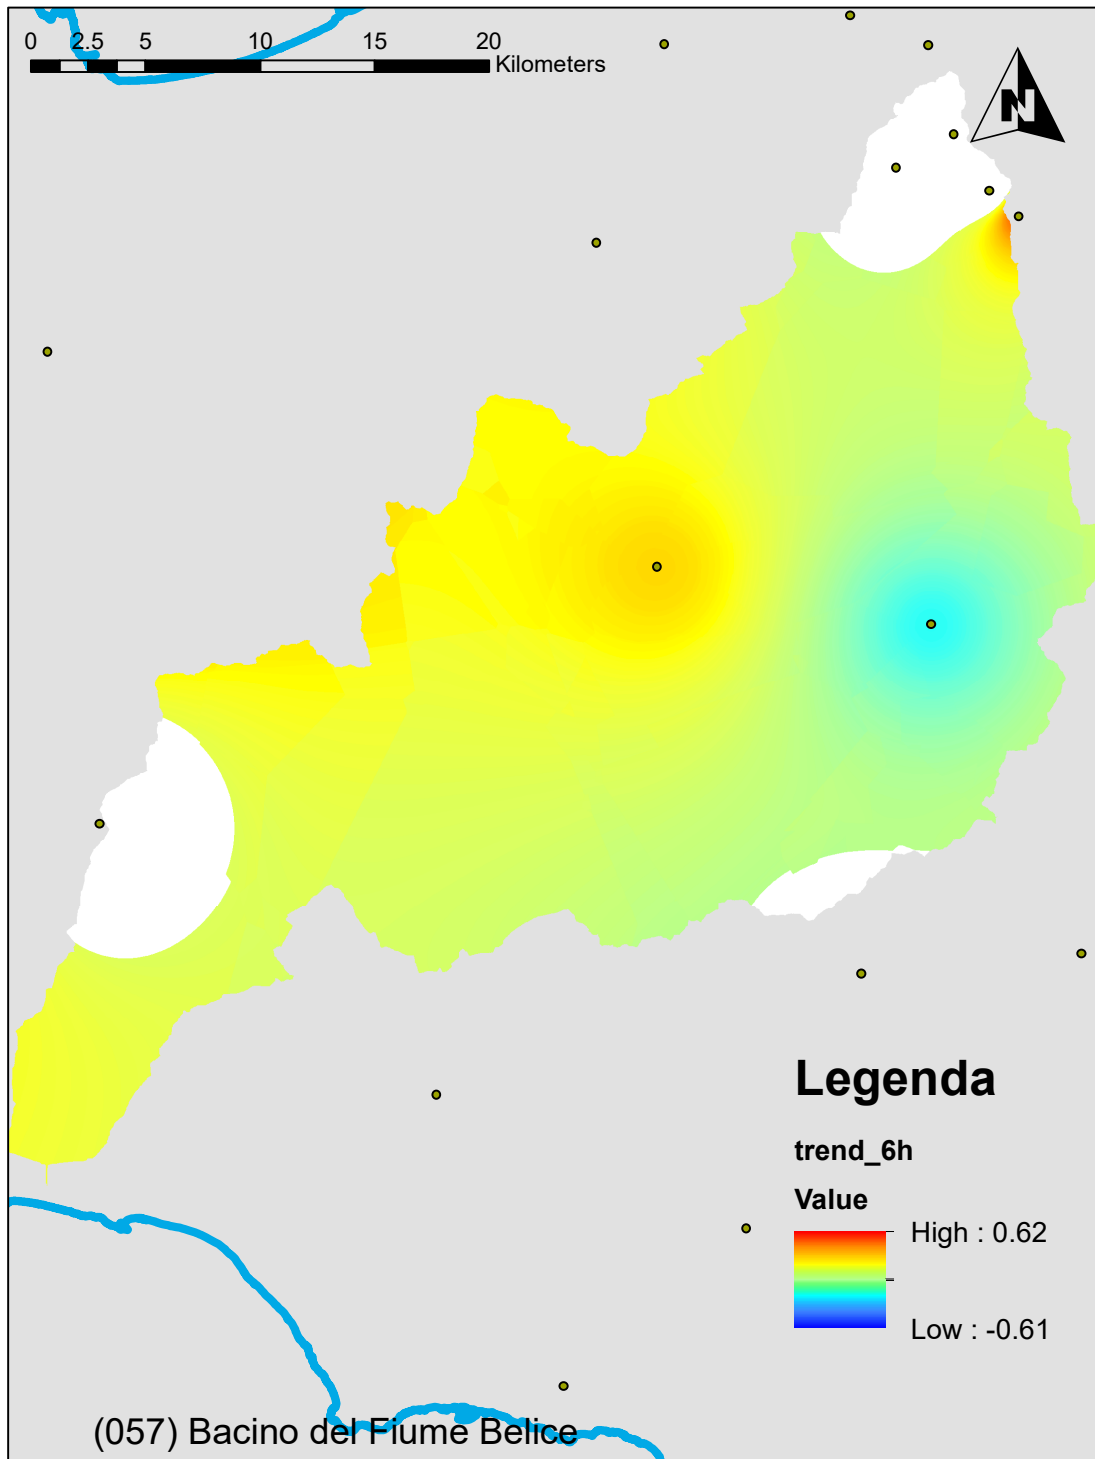 0 2.5 5 10 15 20
Kilometers
N
Legenda
trend_6h
Value
High : 0.62
Low : -0.61
(057) Bacino del Fiume Belice